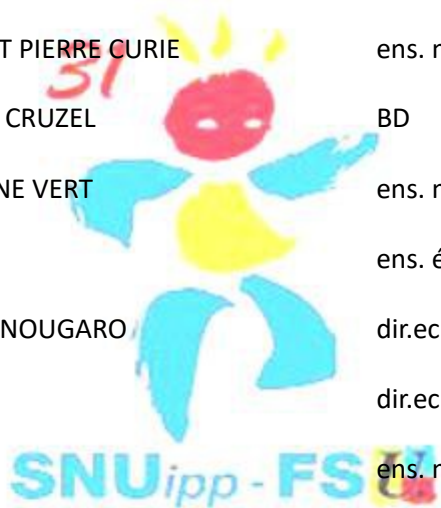 T PIERRE CURIE ens. m
31
CRUZEL BD
NE VERT ens. m
ens. é
NOUGARO dir.ec
dir.ec
SNUipp - FSU ens. m